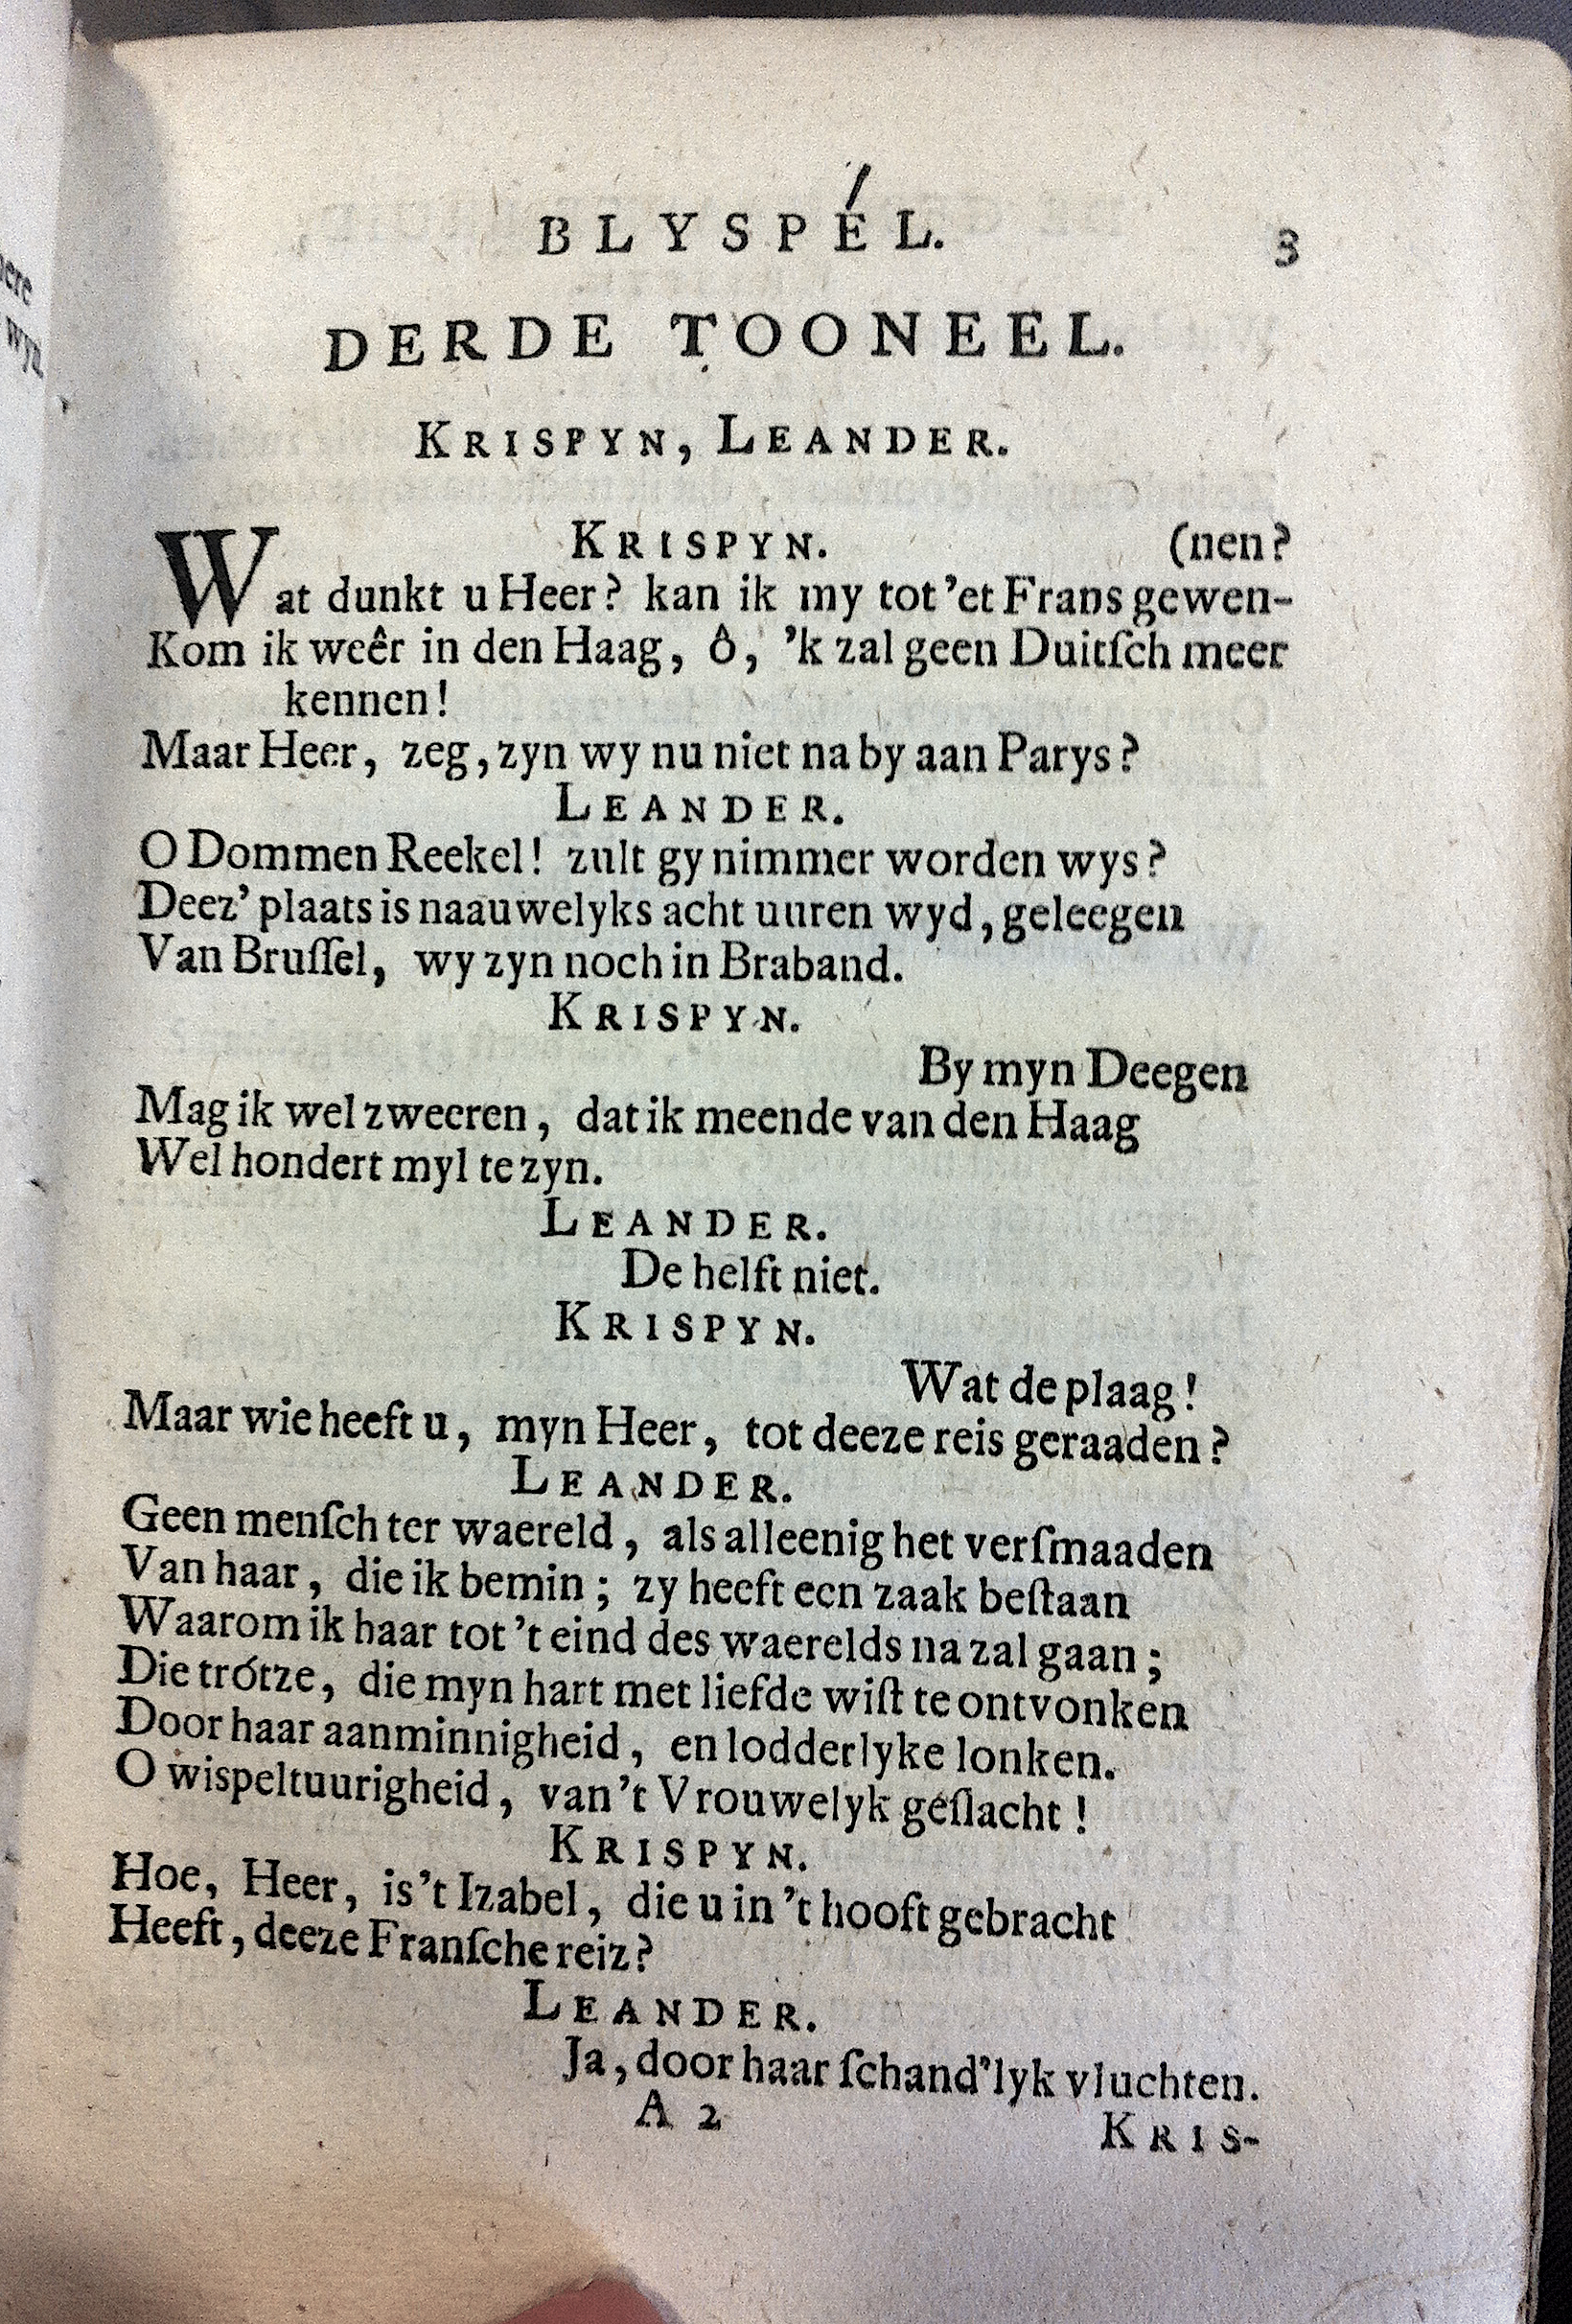 BLYSPÉL. 3
DERDE TOONEEL.
KRISPYN, LEANDER.
KRISPYN. (nen?
Wat dunkt u Heer? kan ik my tot 'et Frans gewen-
Kom ik weêr in den Haag, ô, 'k zal geen Duitſch meer
kennen!
Maar Heer, zeg, zyn wy nu niet na by aan Parys?
LEANDER.
O Dommen Reekel! zult gy nimmer worden wys?
Deez' plaats is naauwelyks acht uuren wyd, geleegen
Van Bruſſel, wy zyn noch in Braband.
KRISPYN.
By myn Deegen
Mag ik wel zweeren, dat ik meende van den Haag
Wel hondert myl te zyn.
LEANDER.
De helft niet.
KRISPYN.
Wat de plaag!
Maar wie heeft u, myn Heer, tot deeze reis geraaden?
LEANDER.
Geen menſch ter waereld, als alleenig het verſmaaden
Van haar, die ik bemin; zy heeft een zaak beſtaan
Waarom ik haar tot 't eind des waerelds na zal gaan;
Die trótze, die myn hart met liefde wiſt te ontvonken
Door haar aanminnigheid, en lodderlyke lonken.
O wispeltuurigheid, van 't Vrouwelyk geſlacht!
KRISPYN.
Hoe, Heer, is 't Izabel, die u in 't hooft gebracht
Heeft, deeze Franſche reiz?
LEANDER.
Ja, door haar ſchand'lyk vluchten.
A 2 KRIS-